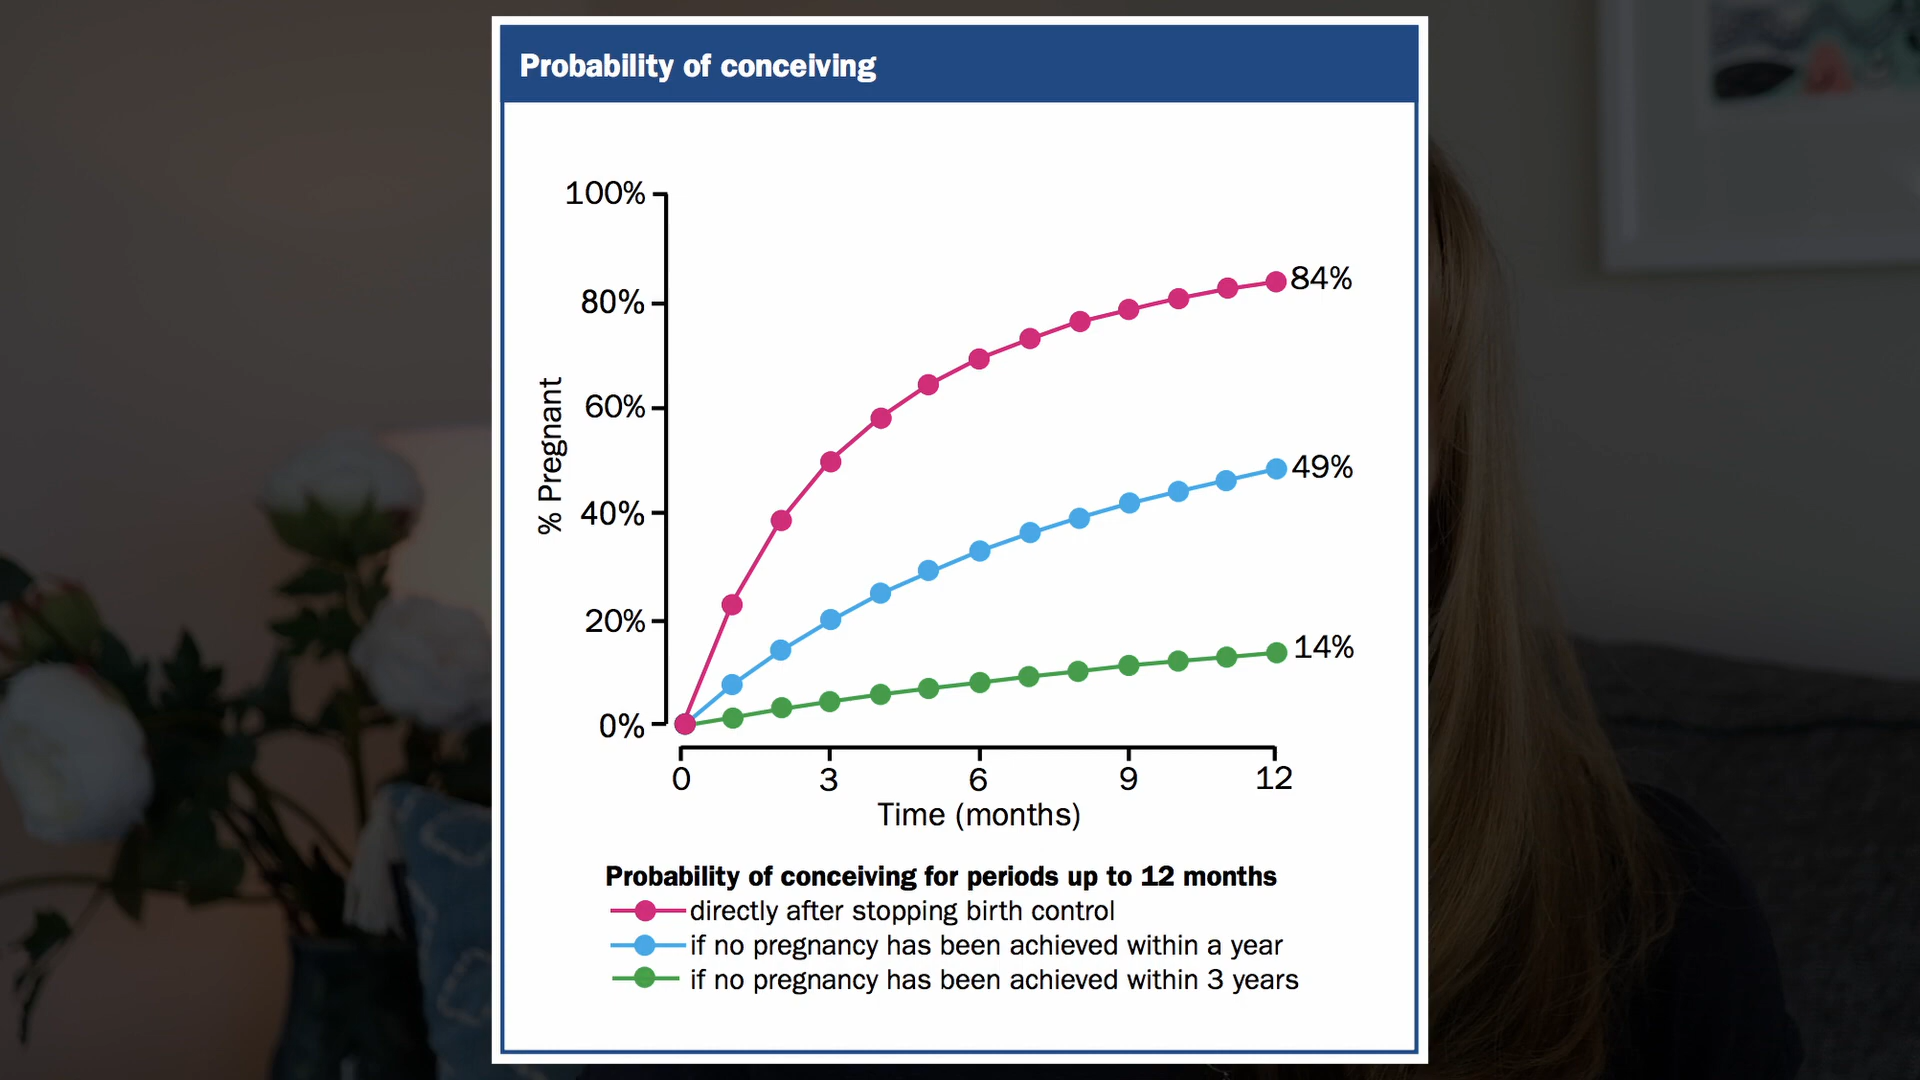 Probability of conceiving
100%
80%
60%
40%
20%
0%
% Pregnant
84%
49%
14%
0 3 6 9 12
Time (months)
Probability of conceiving for periods up to 12 months
directly after stopping birth control
if no pregnancy has been achieved within a year
if no pregnancy has been achieved within 3 years